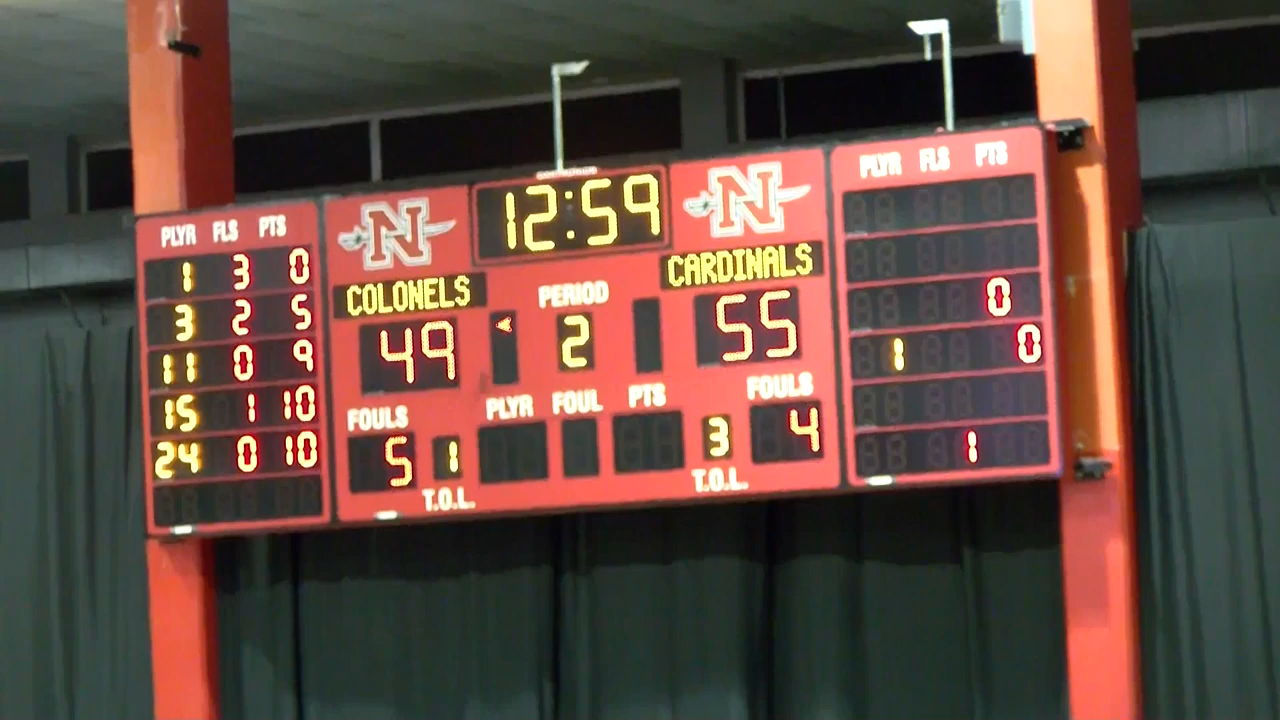 PLYR FLS PTS
1 3 0
3 2 5
11 0 9
15 1 10
24 0 10
N
12:59
N
COLONELS
CARDINALS
49
PERIOD
2
55
FOULS
5
1
T.O.L.
PLYR FOUL PTS
FOULS
3
4
T.O.L.
PLYR FLS PTS
0
1 0
1